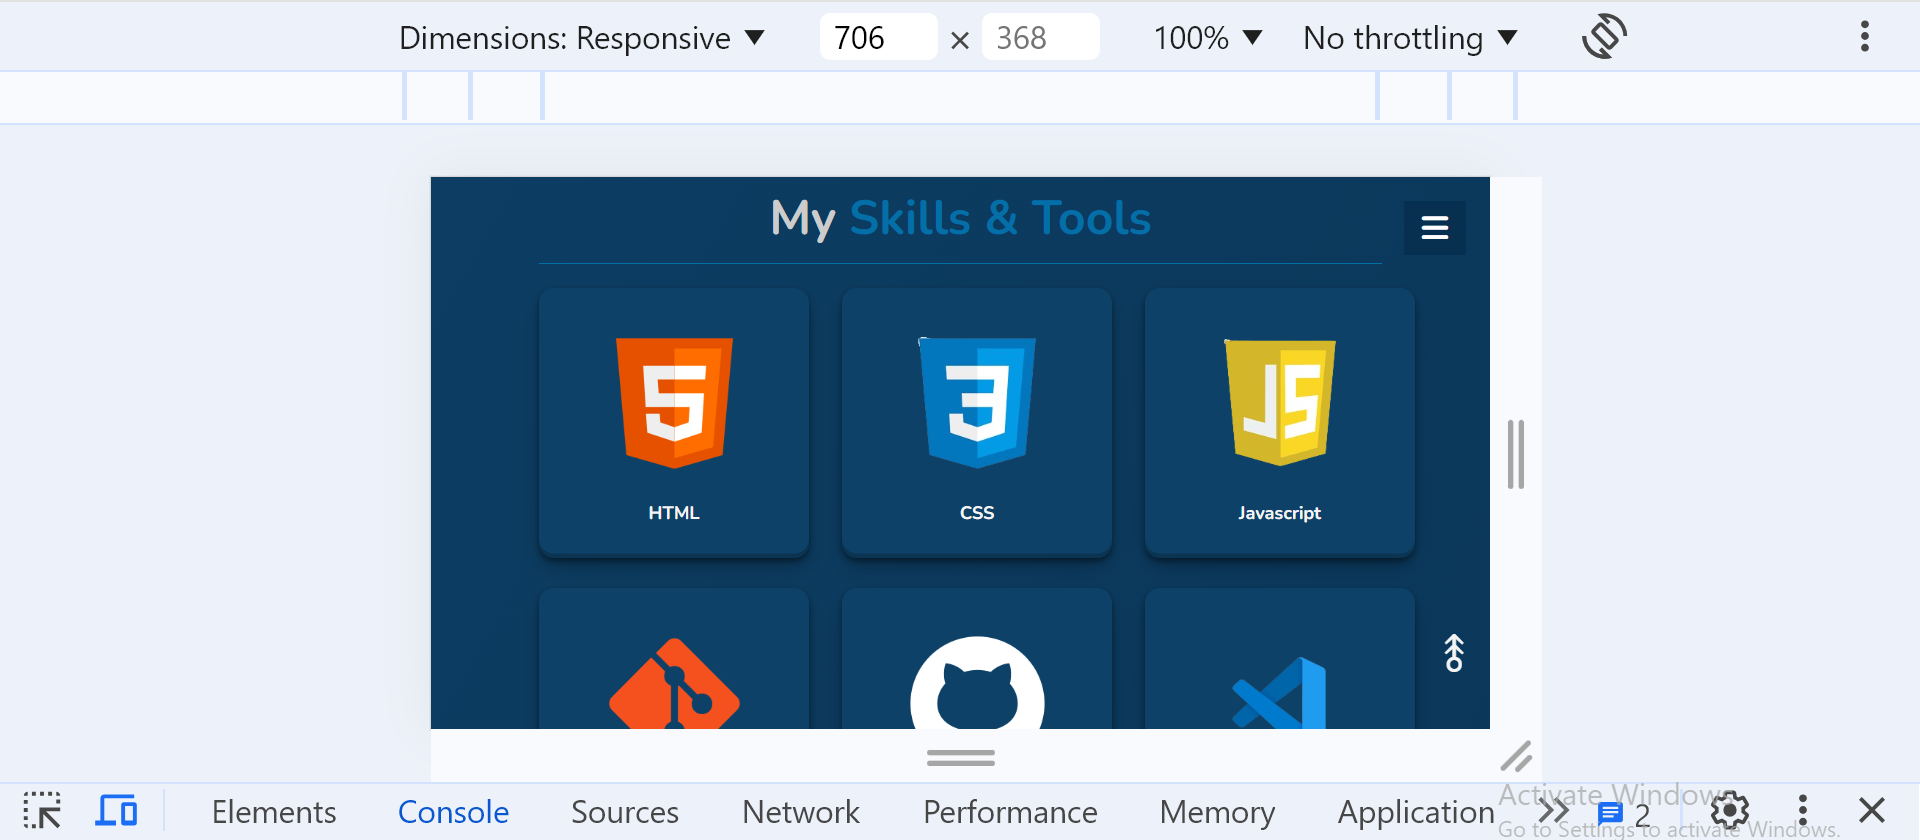 Dimensions: Responsive 706 × 368 100% No throttling
My Skills & Tools
HTML CSS Javascript
Elements Console Sources Network Performance Memory Application 2
Activate Windows
Go to Settings to activate Windows.